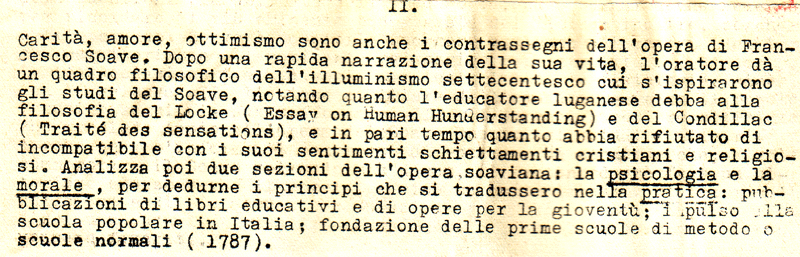 II.
Carità, amore, ottimismo sono anche i contrassegni dell'opera di Fran-
cesco Soave. Dopo una rapida narrazione della sua vita, l'oratore dà
un quadro filosofico dell'illuminismo settecentesco cui s'ispirarono
gli studi del Soave, notando quanto l'educatore luganese debba alla
filosofia del Locke ( Essay on Human Hunderstanding) e del Condillac
( Traité des sensations), e in pari tempo quanto abbia rifiutato di
incompatibile con i suoi sentimenti schiettamenti cristiani e religio-
si. Analizza poi due sezioni dell'opera soaviana: la psicologia e la
morale , per dedurne i principi che si tradussero nella pratica: pub-
blicazioni di libri educativi e di opere per la gioventù; impulso alla
scuola popolare in Italia; fondazione delle prime scuole di metodo o
scuole normali ( 1787).